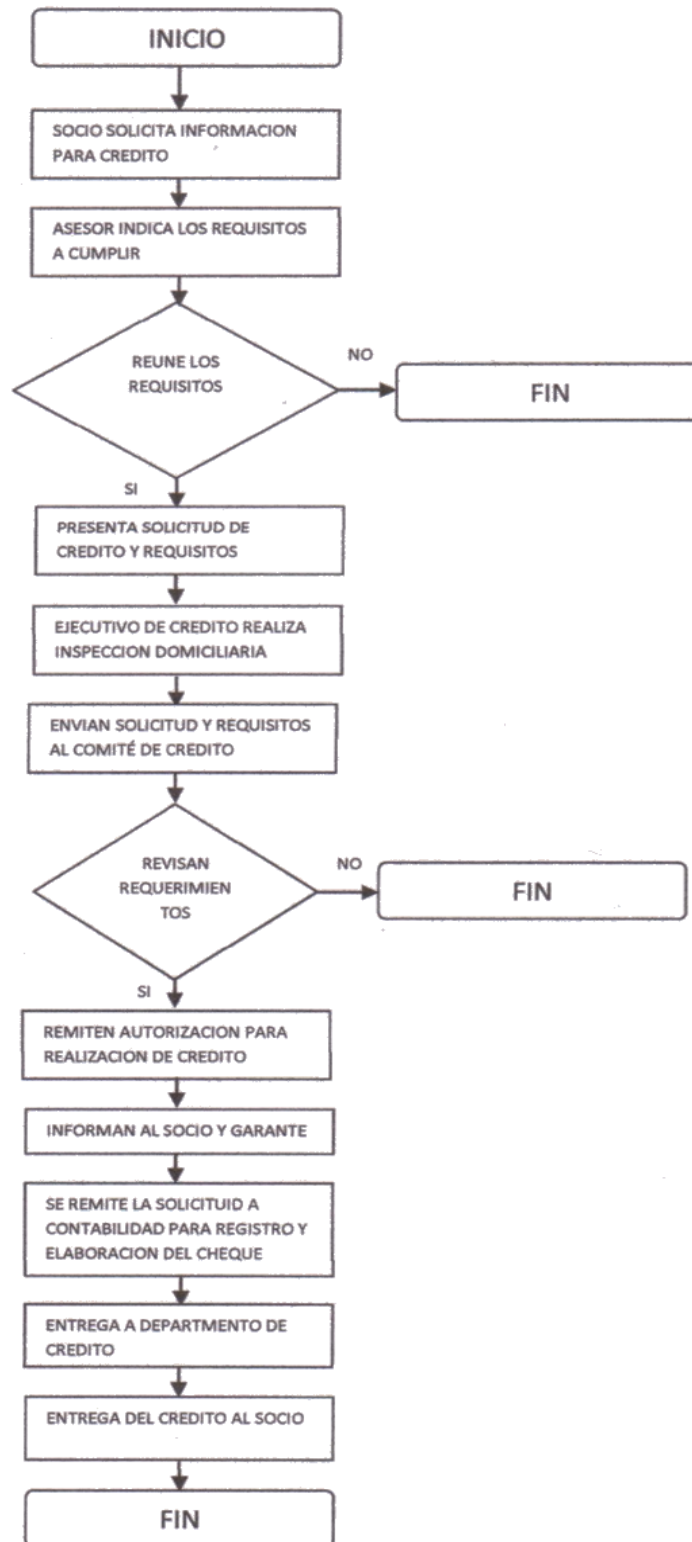 INICIO
SOCIO SOLICITA INFORMACION
PARA CREDITO
ASESOR INDICA LOS REQUISITOS
A CUMPLIR
REUNE LOS
REQUISITOS
NO
FIN
SI
PRESENTA SOLICITUD DE
CREDITO Y REQUISITOS
EJECUTIVO DE CREDITO REALIZA
INSPECCION DOMICILIARIA
ENVIAN SOLICITUD Y REQUISITOS
AL COMITÉ DE CREDITO
REVISAN
REQUERIMIEN
TOS
NO
FIN
SI
REMITEN AUTORIZACION PARA
REALIZACION DE CREDITO
INFORMAN AL SOCIO Y GARANTE
SE REMITE LA SOLICITUID A
CONTABILIDAD PARA REGISTRO Y
ELABORACION DEL CHEQUE
ENTREGA A DEPARTMENTO DE
CREDITO
ENTREGA DEL CREDITO AL SOCIO
FIN